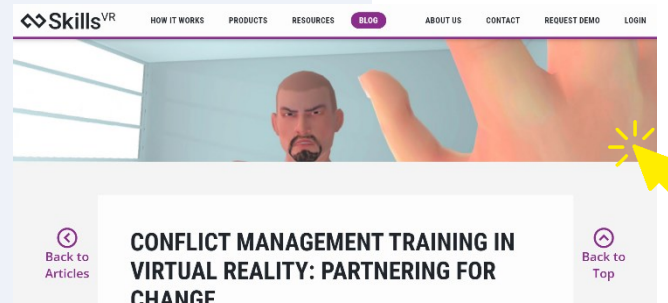 SkillsVR HOW IT WORKS PRODUCTS RESOURCES BLOG ABOUT US CONTACT REQUEST DEMO LOGIN
Back to
Articles
CONFLICT MANAGEMENT TRAINING IN
VIRTUAL REALITY: PARTNERING FOR
CHANGE
Back to
Top